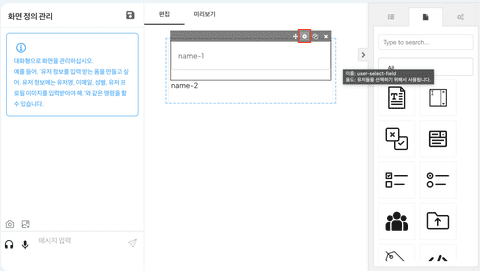 화면 정의 관리
대화형으로 화면을 관리하십시오.
예를 들어, '유저 정보를 입력 받는 폼을 만들고 싶
어. 유저 정보에는 유저명, 이메일, 성별, 유저 프
로필 이미지를 입력받아야 해.'와 같은 명령을 할
수 있습니다.
메시지 입력
편집
미리보기
name-1
name-2
이름: user-select-field
용도: 유저들을 선택하기 위해서 사용됩니다.
Type to search...
All